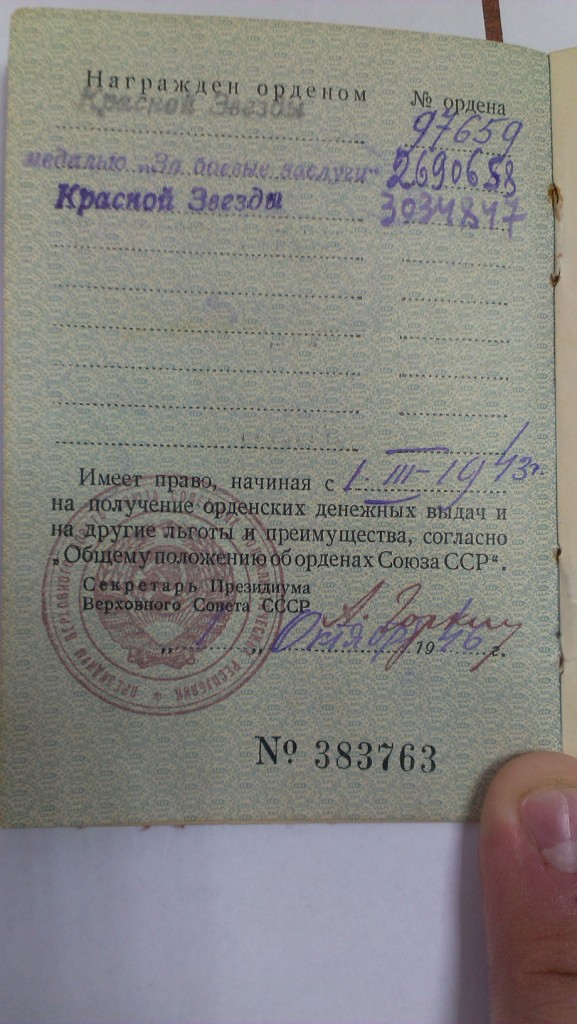 Награжден орденом № ордена
Красной Звезды 97659
медалью „За боевые заслуги" 2690658
Красной Звезды 3034847
Имеет право, начиная с 1. III - 1943 г.
на получение орденских денежных выдач и
на другие льготы и преимущества, согласно
„Общему положению об орденах Союза ССР".
Секретарь Президиума
Верховного Совета СССР А. Горкин
„ 1 „ Октября 1946 г.
№ 383763